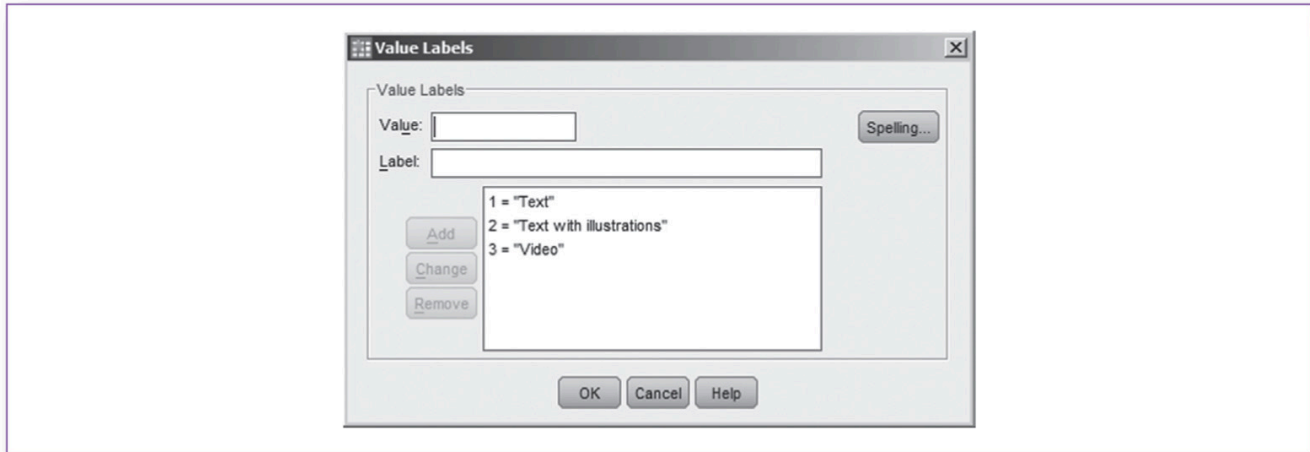 Value Labels
Value Labels
Value:
Spelling...
Label:
1 = "Text"
2 = "Text with illustrations"
3 = "Video"
Add
Change
Remove
OK Cancel Help